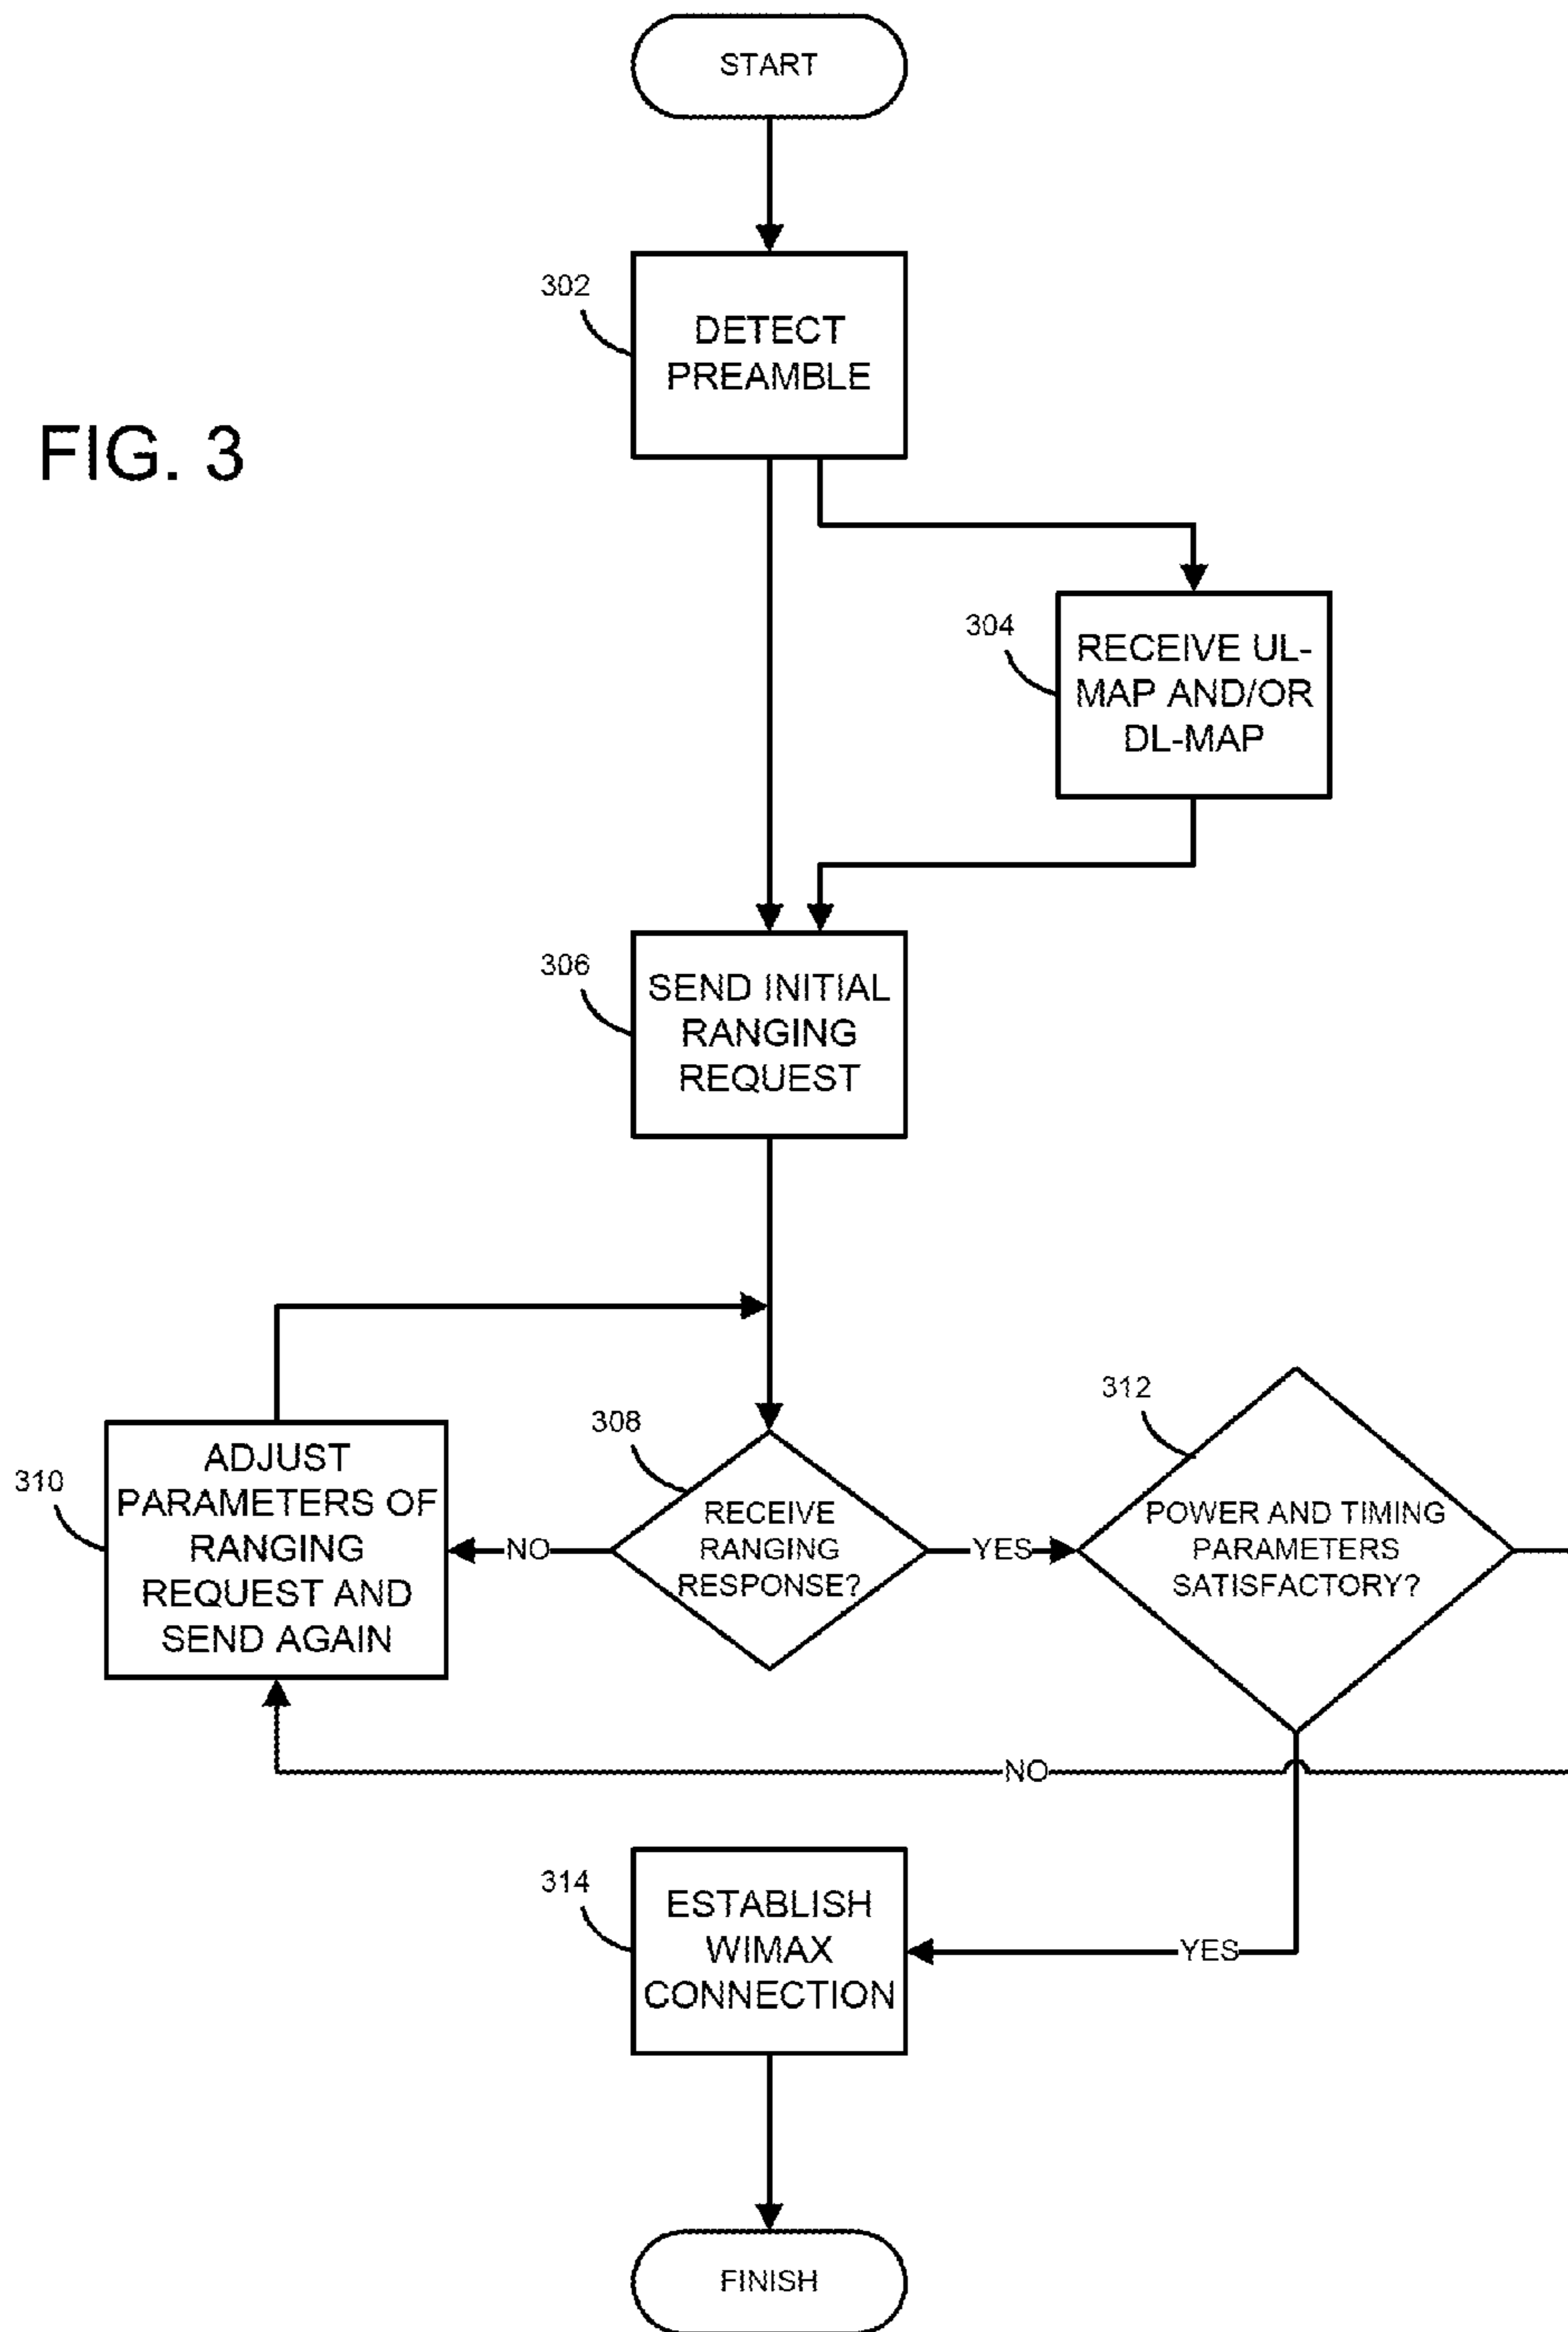 START
302
DETECT
PREAMBLE
FIG. 3
304
RECEIVE UL-
MAP AND/OR
DL-MAP
306
SEND INITIAL
RANGING
REQUEST
310
ADJUST
PARAMETERS OF
RANGING
REQUEST AND
SEND AGAIN
NO
308
RECEIVE
RANGING
RESPONSE?
YES
312
POWER AND TIMING
PARAMETERS
SATISFACTORY?
NO
314
ESTABLISH
WIMAX
CONNECTION
YES
FINISH